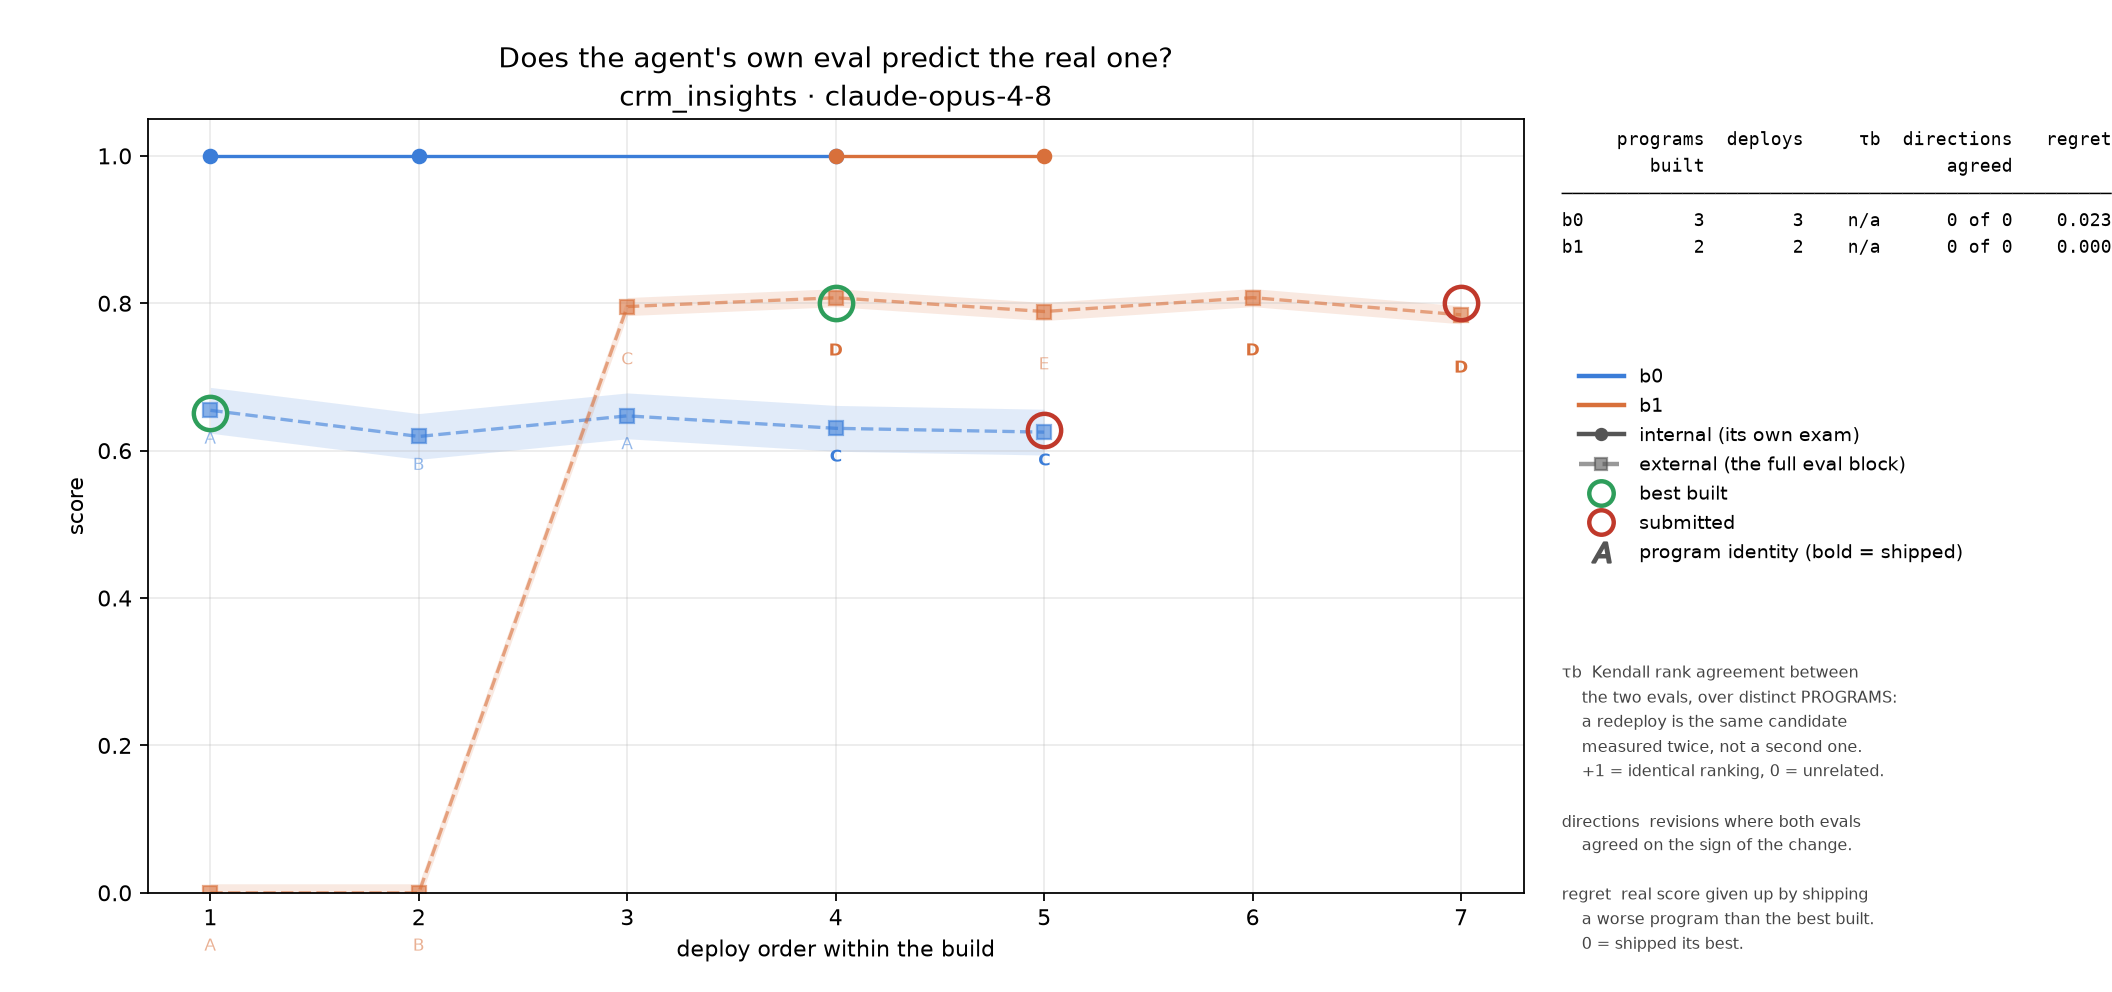 Does the agent's own eval predict the real one?
crm_insights · claude-opus-4-8
score
1.0
0.8
0.6
0.4
0.2
0.0
A
B
A
C
C
C
D
E
D
D
1
2
3
4
5
6
7
A
B
deploy order within the build
programs built deploys τb directions agreed regret
b0 3 3 n/a 0 of 0 0.023
b1 2 2 n/a 0 of 0 0.000
b0
b1
internal (its own exam)
external (the full eval block)
best built
submitted
A program identity (bold = shipped)
τb Kendall rank agreement between
the two evals, over distinct PROGRAMS:
a redeploy is the same candidate
measured twice, not a second one.
+1 = identical ranking, 0 = unrelated.
directions revisions where both evals
agreed on the sign of the change.
regret real score given up by shipping
a worse program than the best built.
0 = shipped its best.